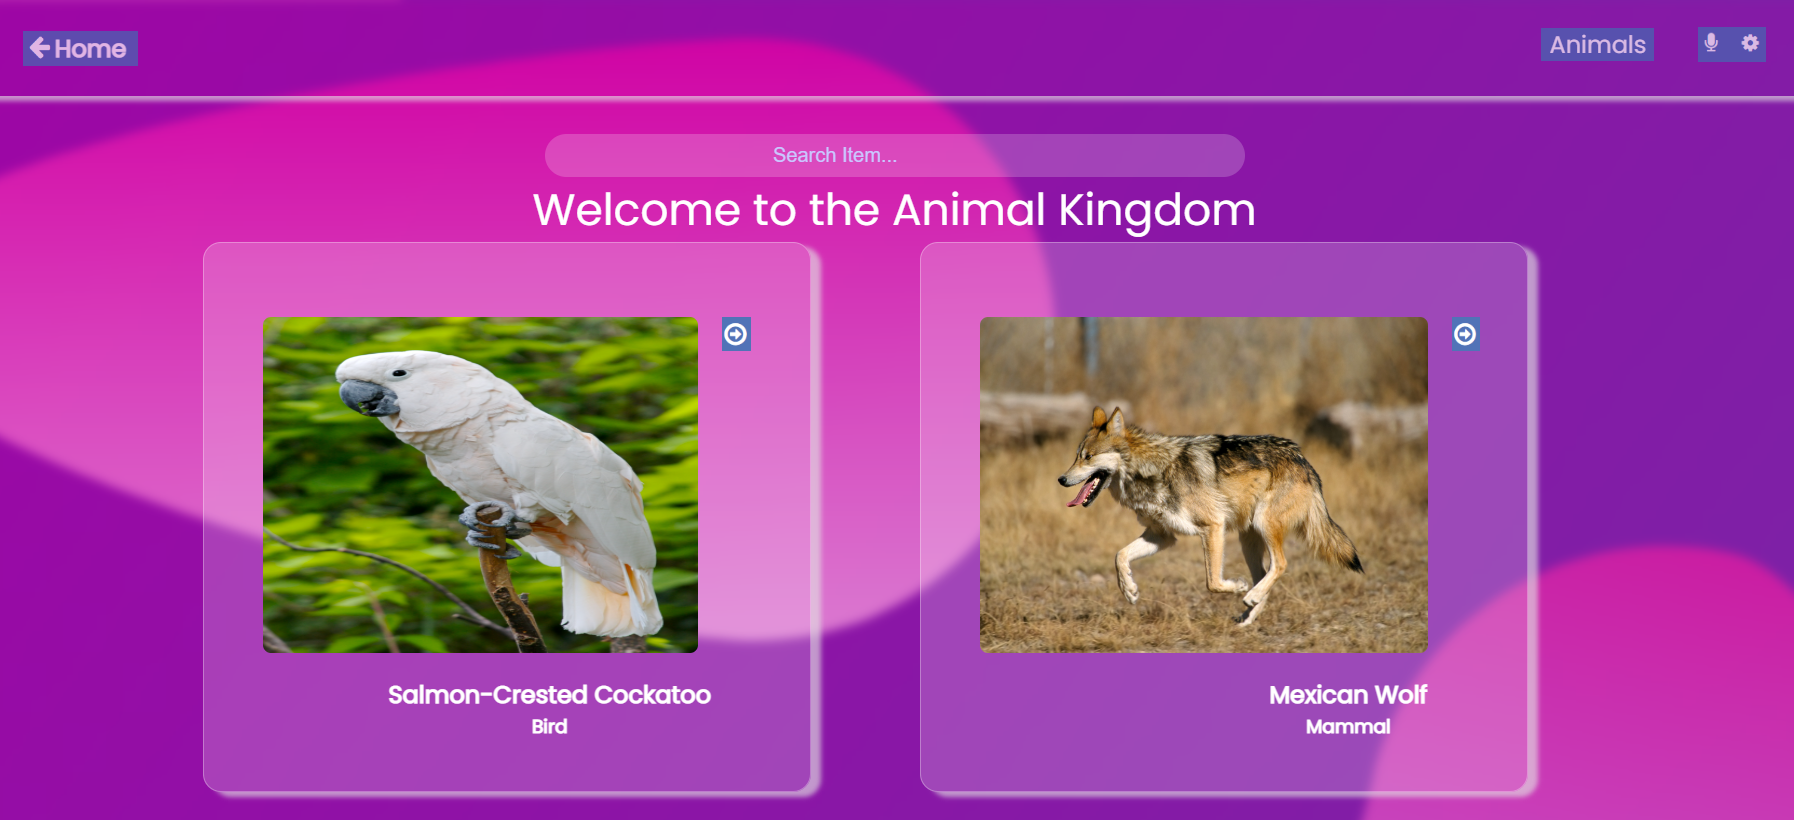 Home
Animals
Search Item...
Welcome to the Animal Kingdom
Salmon-Crested Cockatoo
Bird
Mexican Wolf
Mammal